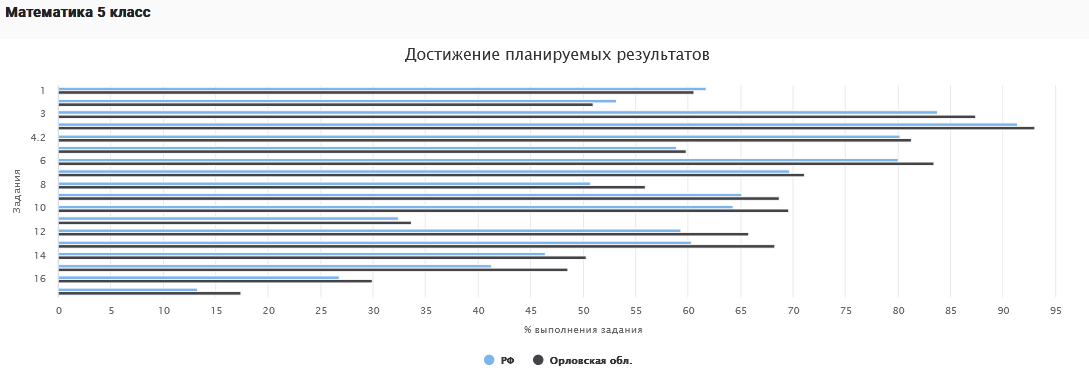 Математика 5 класс
Достижение планируемых результатов
Задания
1
3
4.2
6
8
10
12
14
16
0 5 10 15 20 25 30 35 40 45 50 55 60 65 70 75 80 85 90 95
% выполнения задания
РФ Орловская обл.